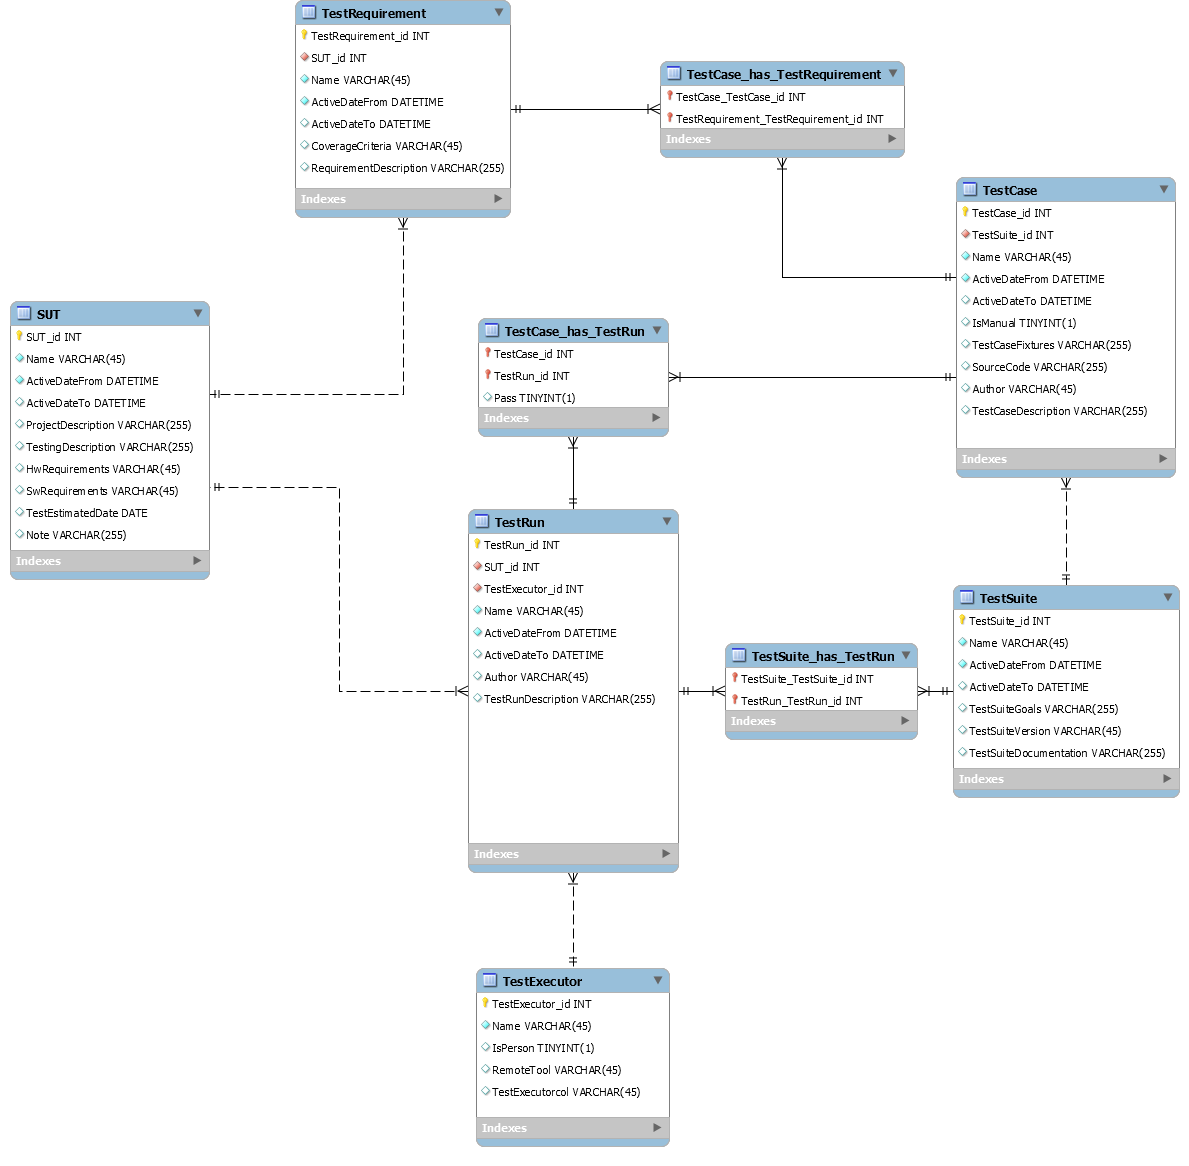 TestRequirement
TestRequirement_id INT
SUT_id INT
Name VARCHAR(45)
ActiveDateFrom DATETIME
ActiveDateTo DATETIME
CoverageCriteria VARCHAR(45)
RequirementDescription VARCHAR(255)
Indexes
TestCase_has_TestRequirement
TestCase_TestCase_id INT
TestRequirement_TestRequirement_id INT
Indexes
TestCase
TestCase_id INT
TestSuite_id INT
Name VARCHAR(45)
ActiveDateFrom DATETIME
ActiveDateTo DATETIME
IsManual TINYINT(1)
TestCaseFixtures VARCHAR(255)
SourceCode VARCHAR(255)
Author VARCHAR(45)
TestCaseDescription VARCHAR(255)
Indexes
SUT
SUT_id INT
Name VARCHAR(45)
ActiveDateFrom DATETIME
ActiveDateTo DATETIME
ProjectDescription VARCHAR(255)
TestingDescription VARCHAR(255)
HwRequirements VARCHAR(45)
SwRequirements VARCHAR(45)
TestEstimatedDate DATE
Note VARCHAR(255)
Indexes
TestCase_has_TestRun
TestCase_id INT
TestRun_id INT
Pass TINYINT(1)
Indexes
TestRun
TestRun_id INT
SUT_id INT
TestExecutor_id INT
Name VARCHAR(45)
ActiveDateFrom DATETIME
ActiveDateTo DATETIME
Author VARCHAR(45)
TestRunDescription VARCHAR(255)
Indexes
TestSuite_has_TestRun
TestSuite_TestSuite_id INT
TestRun_TestRun_id INT
Indexes
TestSuite
TestSuite_id INT
Name VARCHAR(45)
ActiveDateFrom DATETIME
ActiveDateTo DATETIME
TestSuiteGoals VARCHAR(255)
TestSuiteVersion VARCHAR(45)
TestSuiteDocumentation VARCHAR(255)
Indexes
TestExecutor
TestExecutor_id INT
Name VARCHAR(45)
IsPerson TINYINT(1)
RemoteTool VARCHAR(45)
TestExecutorcol VARCHAR(45)
Indexes